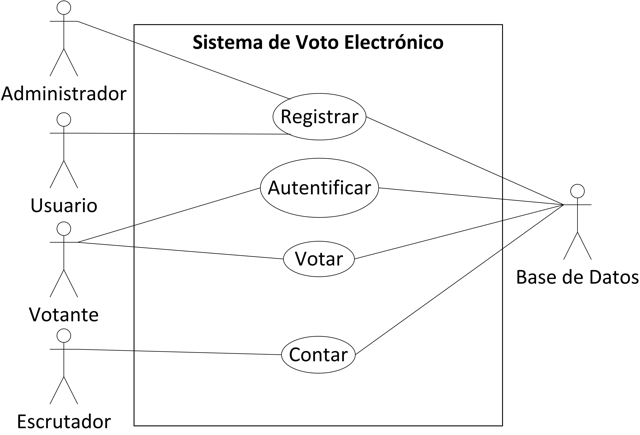 Sistema de Voto Electrónico
Administrador
Registrar
Usuario
Autentificar
Votar
Base de Datos
Votante
Contar
Escrutador